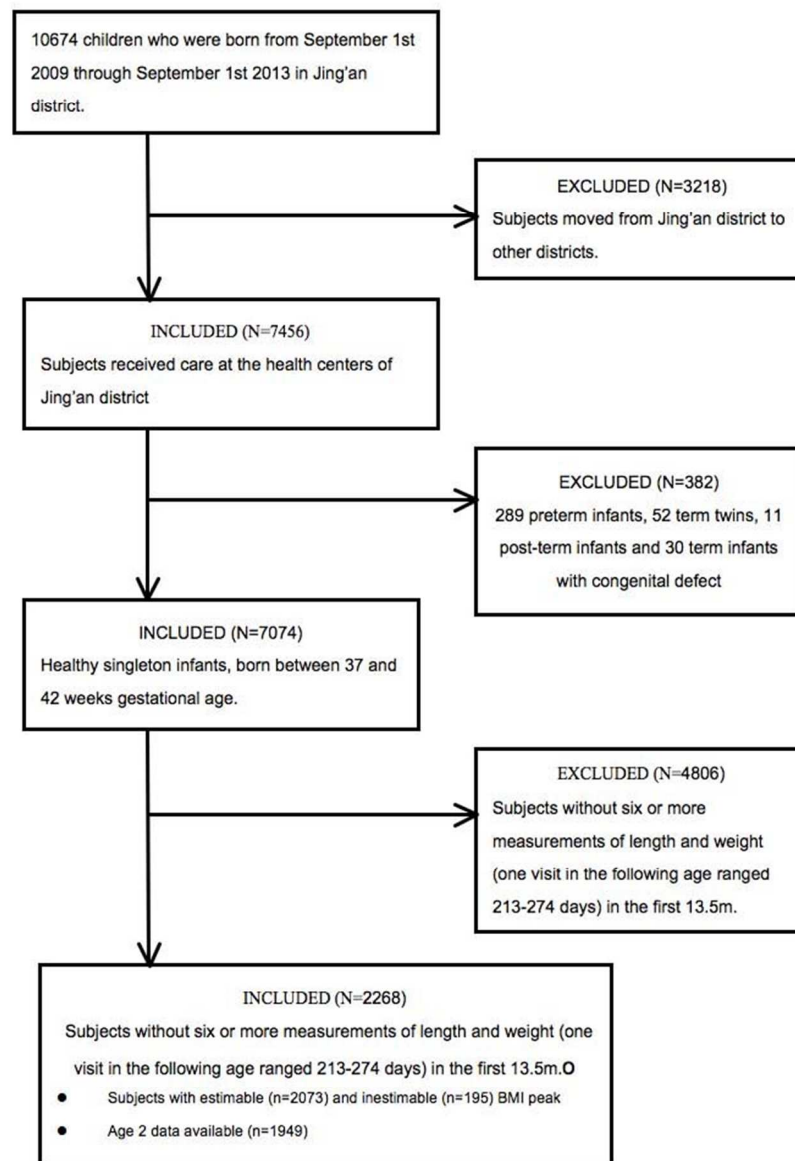 10674 children who were born from September 1st
2009 through September 1st 2013 in Jing'an
district.
EXCLUDED (N=3218)
Subjects moved from Jing'an district to
other districts.
INCLUDED (N=7456)
Subjects received care at the health centers of
Jing'an district
EXCLUDED (N=382)
289 preterm infants, 52 term twins, 11
post-term infants and 30 term infants
with congenital defect
INCLUDED (N=7074)
Healthy singleton infants, born between 37 and
42 weeks gestational age.
EXCLUDED (N=4806)
Subjects without six or more
measurements of length and weight
(one visit in the following age ranged
213-274 days) in the first 13.5m.
INCLUDED (N=2268)
Subjects without six or more measurements of length and weight (one
visit in the following age ranged 213-274 days) in the first 13.5m.O
● Subjects with estimable (n=2073) and inestimable (n=195) BMI peak
● Age 2 data available (n=1949)